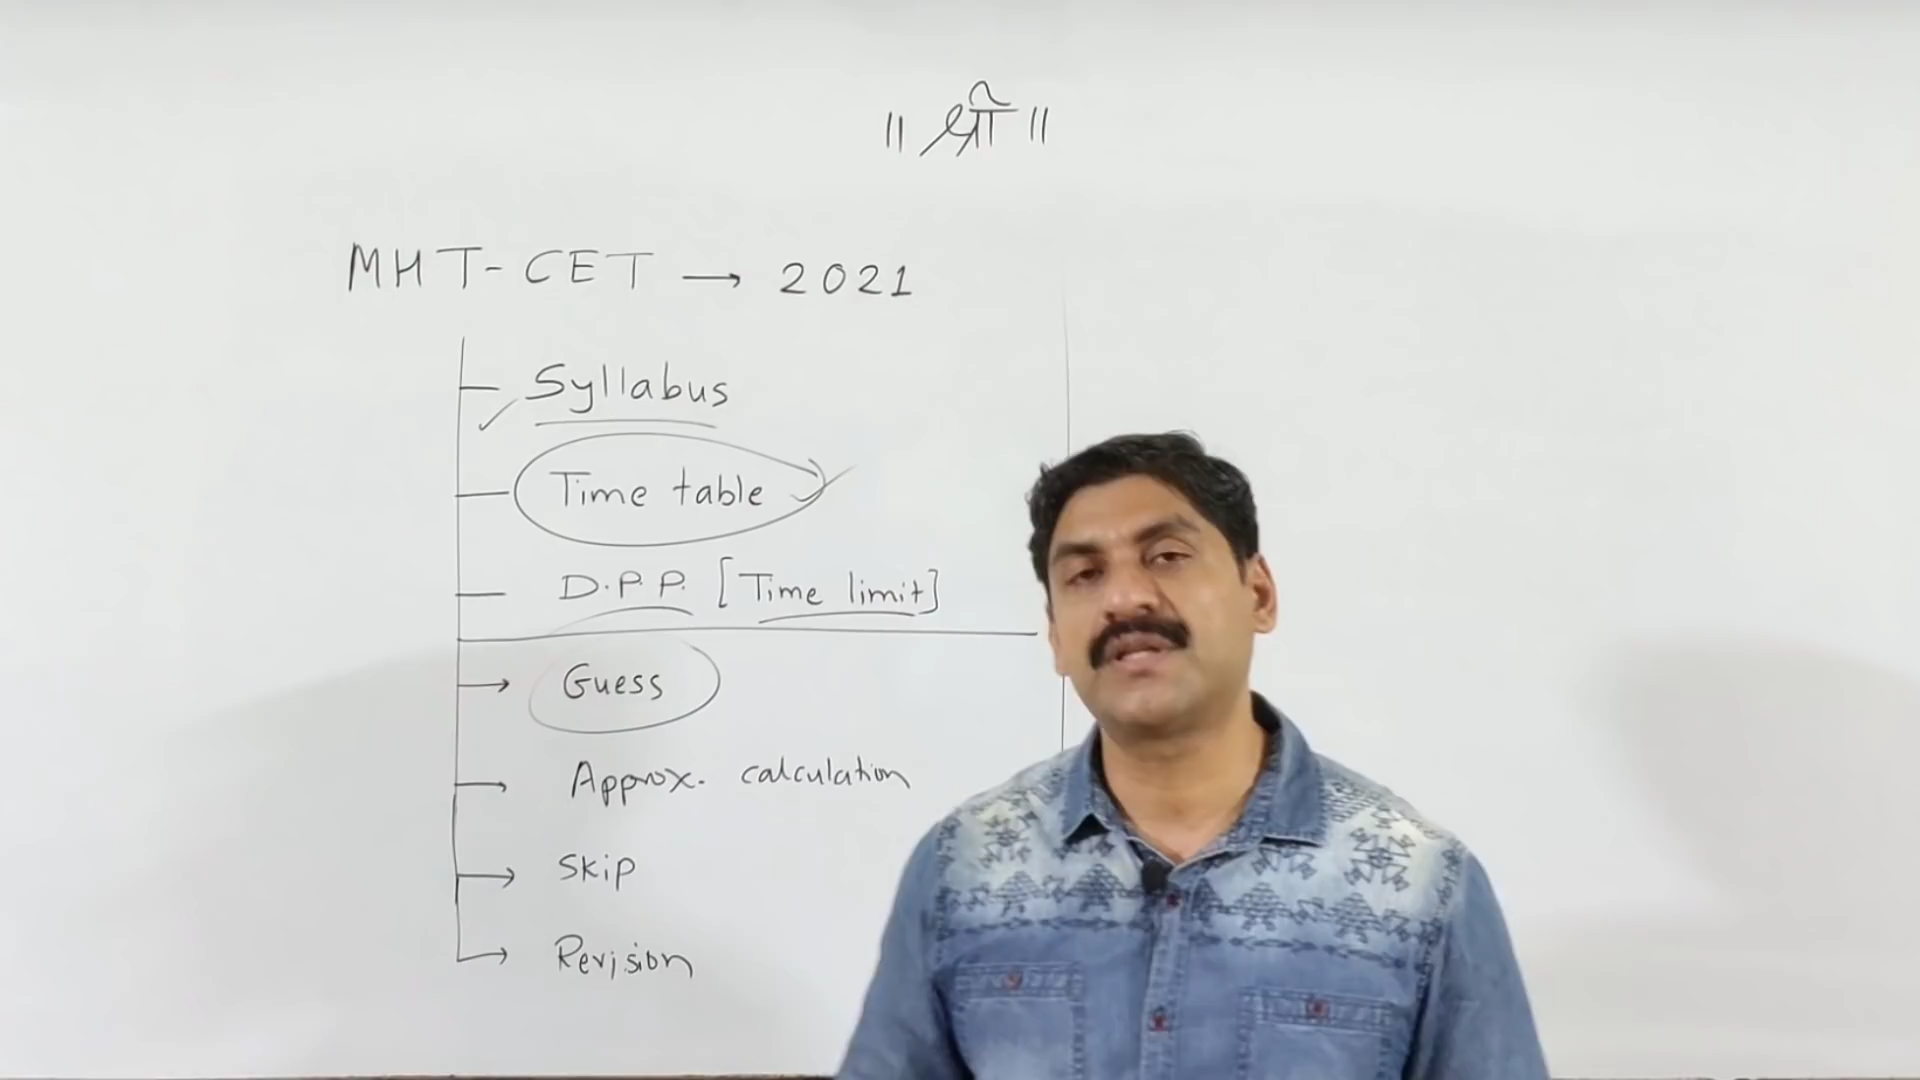 ॥ श्री ॥
MHT-CET → 2021
Syllabus
Time table
D.P.P. [Time limit]
Guess
Approx. calculation
Skip
Revision